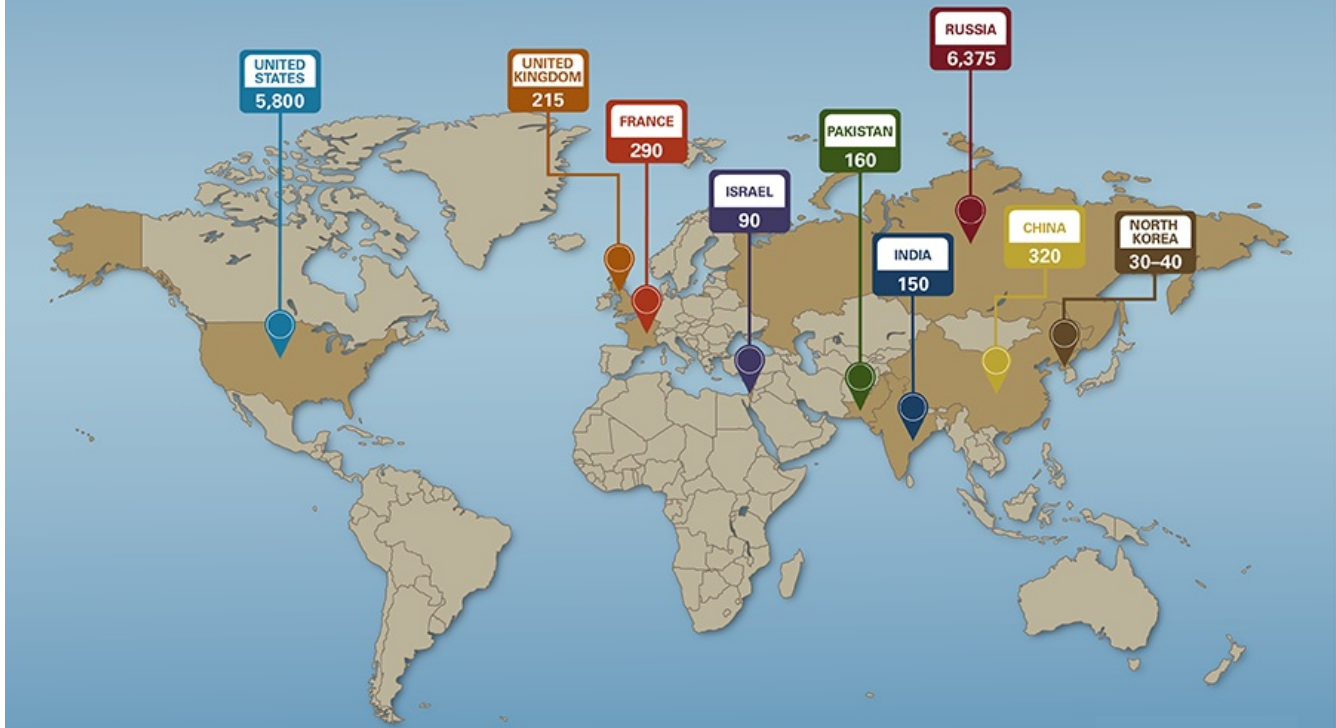 UNITED
STATES
5,800
UNITED
KINGDOM
215
FRANCE
290
ISRAEL
90
PAKISTAN
160
RUSSIA
6,375
INDIA
150
CHINA
320
NORTH
KOREA
30–40